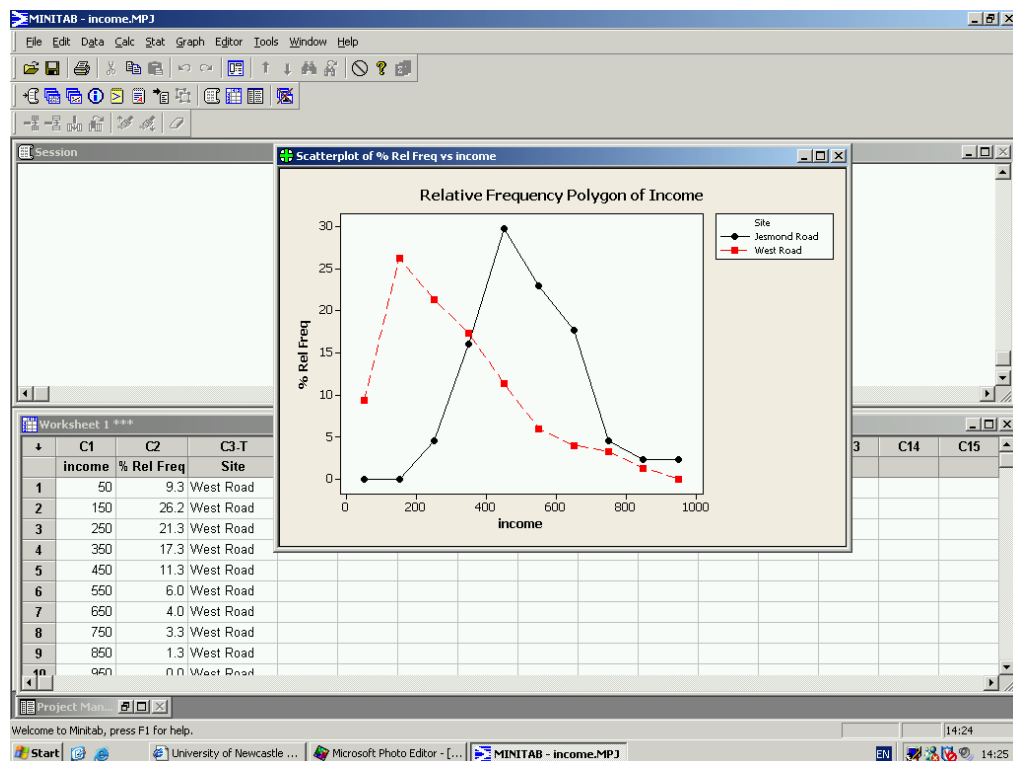 MINITAB - income.MPJ
File Edit Data Calc Stat Graph Editor Tools Window Help
Session
Scatterplot of % Rel Freq vs income
Relative Frequency Polygon of Income
Site
Jesmond Road
West Road
30
25
20
15
10
5
0
% Rel Freq
0 200 400 600 800 1000
income
Worksheet 1 ***
C1 C2 C3-T 3 C14 C15
income % Rel Freq Site
1 50 9.3 West Road
2 150 26.2 West Road
3 250 21.3 West Road
4 350 17.3 West Road
5 450 11.3 West Road
6 550 6.0 West Road
7 650 4.0 West Road
8 750 3.3 West Road
9 850 1.3 West Road
10 950 0.0 West Road
Project Man...
Welcome to Minitab, press F1 for help. 14:24
Start University of Newcastle ... Microsoft Photo Editor - [... MINITAB - income.MPJ EN 14:25